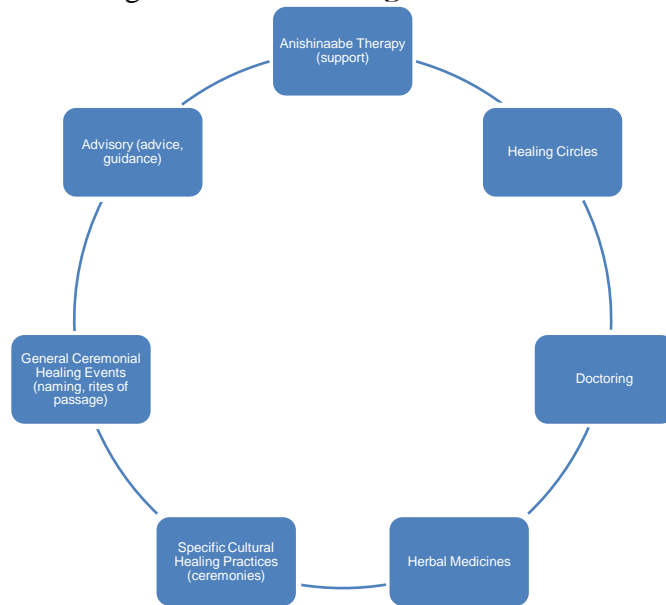 Anishinaabe Therapy
(support)
Healing Circles
Doctoring
Herbal Medicines
Specific Cultural
Healing Practices
(ceremonies)
General Ceremonial
Healing Events
(naming, rites of
passage)
Advisory (advice,
guidance)